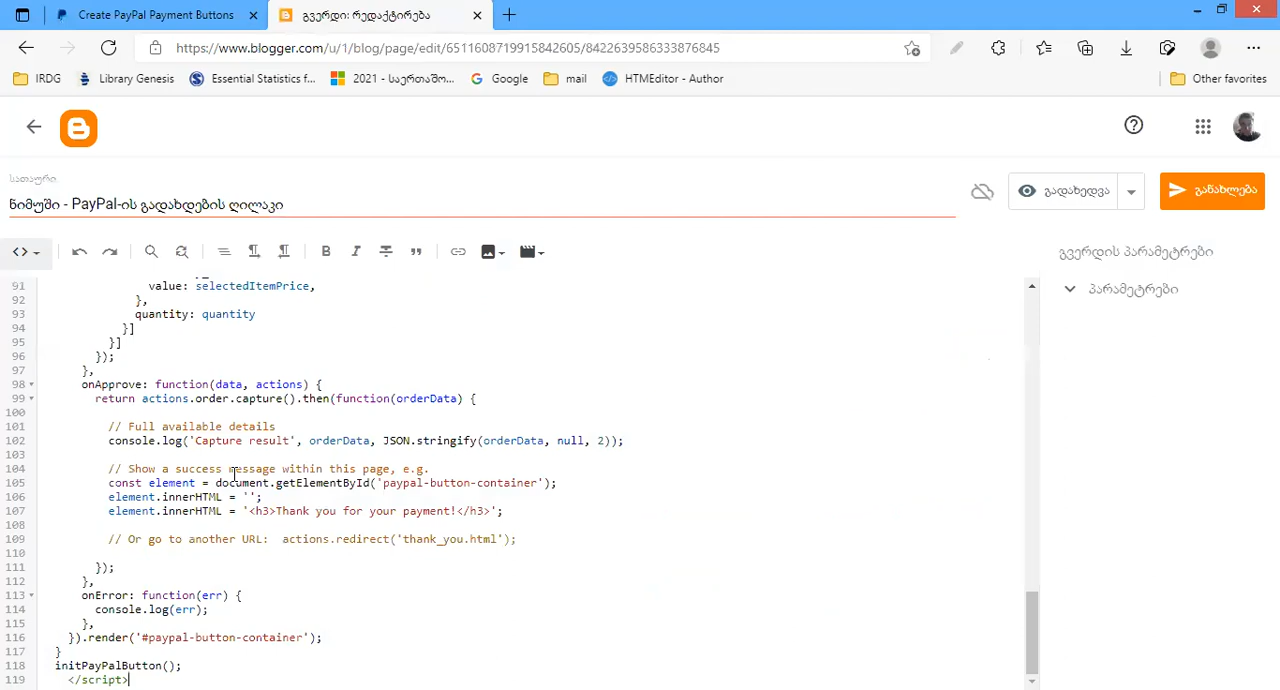 Create PayPal Payment Buttons
გვერდი: რედაქტირება
https://www.blogger.com/u/1/blog/page/edit/6511608719915842605/8422639586333876845
IRDG Library Genesis Essential Statistics f... 2021 - საერთაშო... Google mail HTMEditor - Author Other favorites
სათაური
ნიმუში - PayPal-ის გადახდების ღილაკი
გადახედვა
განახლება
გვერდის პარამეტრები
პარამეტრები
91 value: selectedItemPrice,
92 },
93 quantity: quantity
94 }]
95 }]
96 });
97 },
98 onApprove: function(data, actions) {
99 return actions.order.capture().then(function(orderData) {
100
101 // Full available details
102 console.log('Capture result', orderData, JSON.stringify(orderData, null, 2));
103
104 // Show a success message within this page, e.g.
105 const element = document.getElementById('paypal-button-container');
106 element.innerHTML = '';
107 element.innerHTML = '<h3>Thank you for your payment!</h3>';
108
109 // Or go to another URL:  actions.redirect('thank_you.html');
110
111 });
112 },
113 onError: function(err) {
114 console.log(err);
115 },
116 }).render('#paypal-button-container');
117 }
118 initPayPalButton();
119 </script>